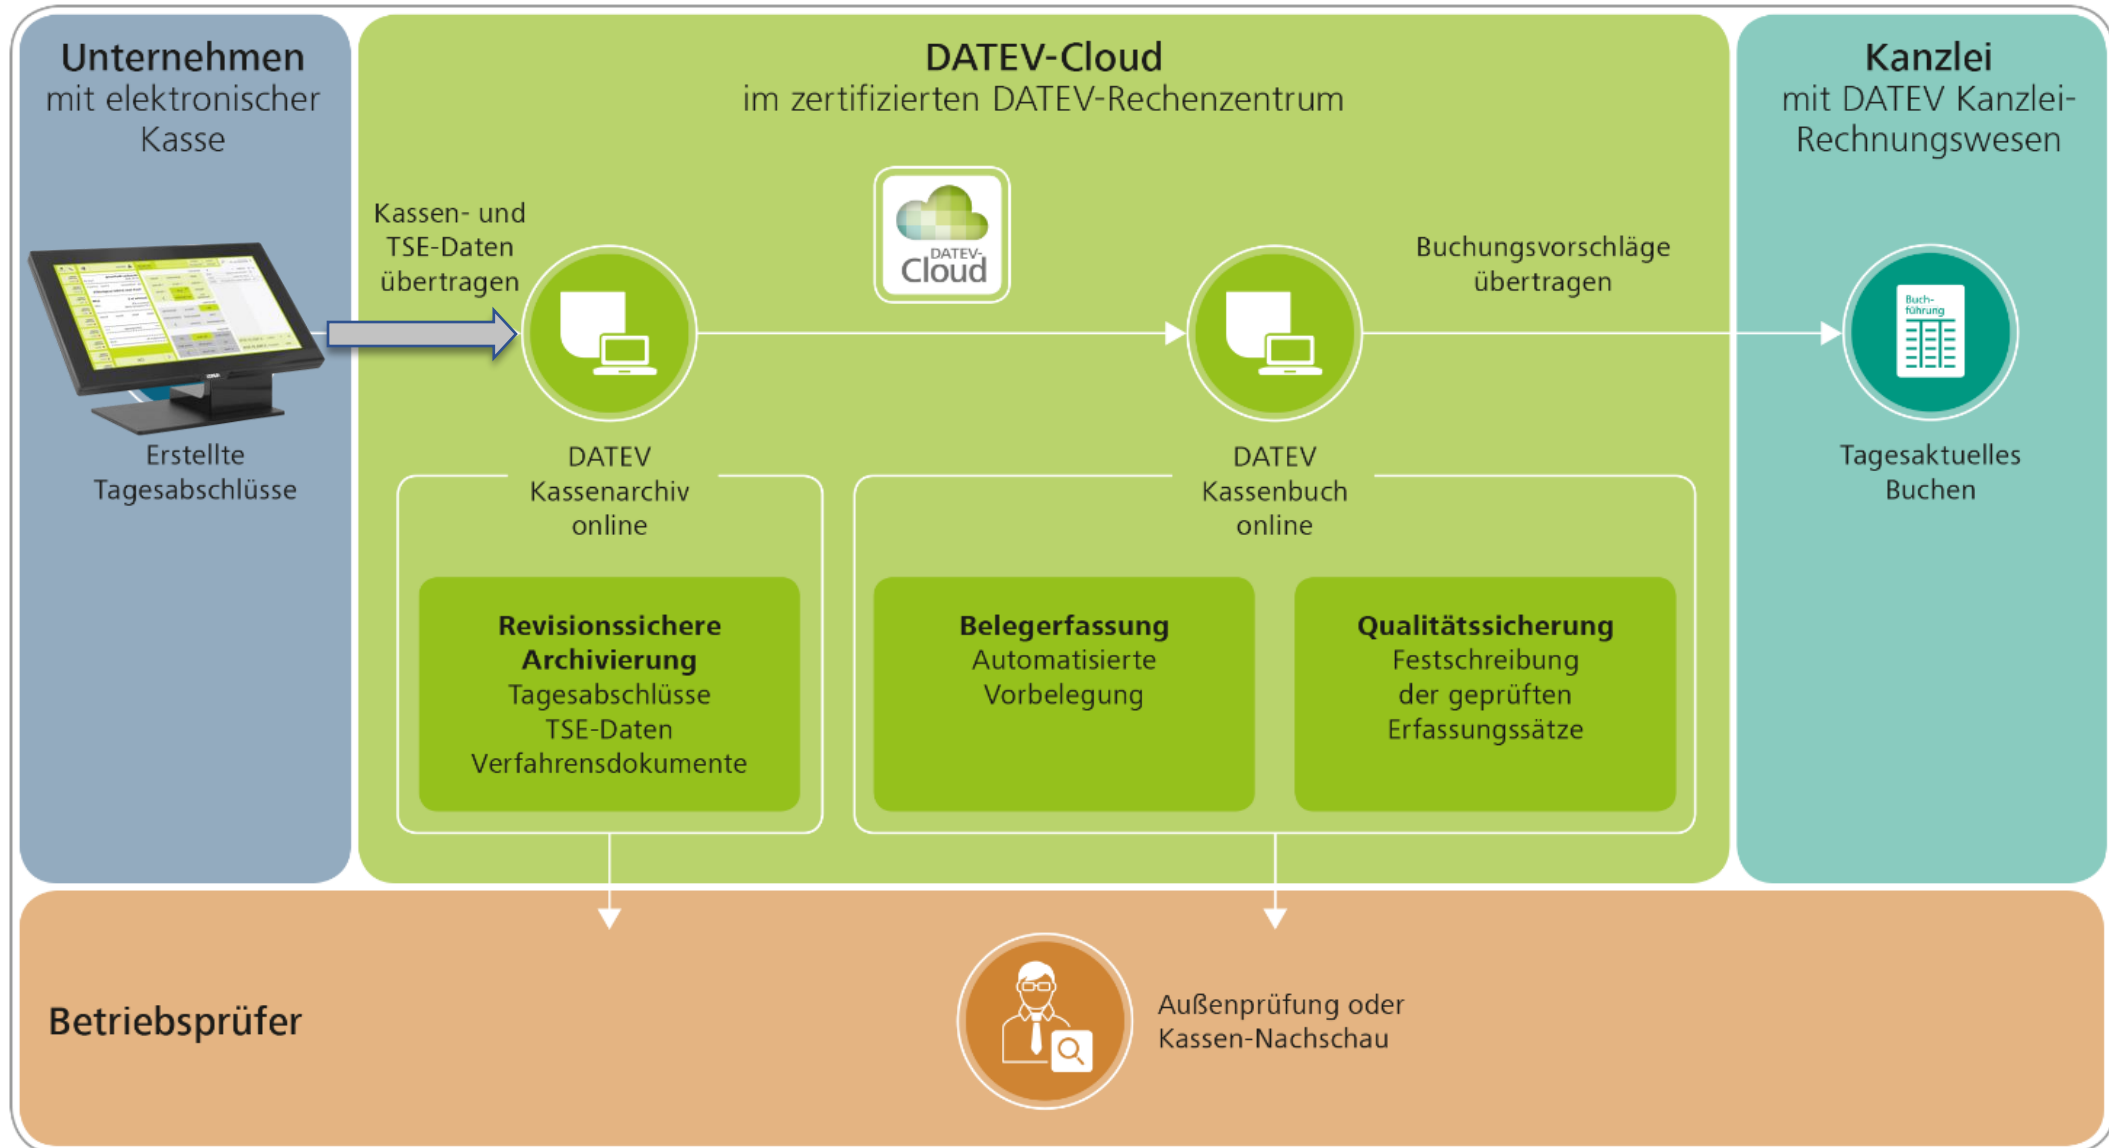 Unternehmen
mit elektronischer
Kasse
DATEV-Cloud
im zertifizierten DATEV-Rechenzentrum
Kanzlei
mit DATEV Kanzlei-
Rechnungswesen
Kassen- und
TSE-Daten
übertragen
DATEV-
Cloud
Buchungsvorschläge
übertragen
Buch-
führung
Erstellte
Tagesabschlüsse
DATEV
Kassenarchiv
online
DATEV
Kassenbuch
online
Tagesaktuelles
Buchen
Revisionssichere
Archivierung
Tagesabschlüsse
TSE-Daten
Verfahrensdokumente
Belegerfassung
Automatisierte
Vorbelegung
Qualitätssicherung
Festschreibung
der geprüften
Erfassungssätze
Betriebsprüfer
Außenprüfung oder
Kassen-Nachschau